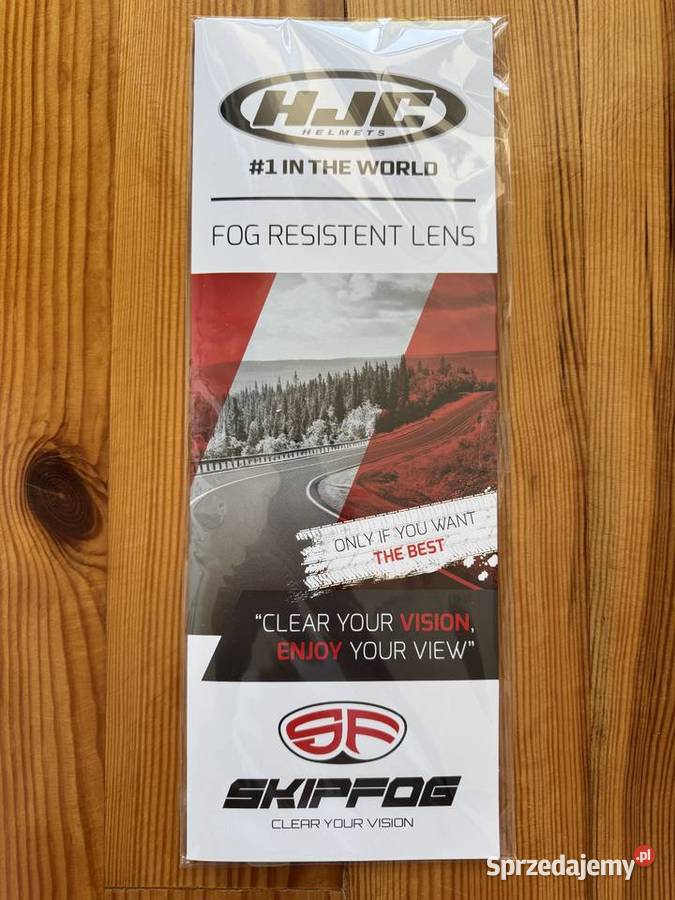 HJC
HELMETS
#1 IN THE WORLD
FOG RESISTENT LENS
ONLY IF YOU WANT
THE BEST
"CLEAR YOUR VISION,
ENJOY YOUR VIEW"
SF
SKIPFOG
CLEAR YOUR VISION
Sprzedajemy.pl